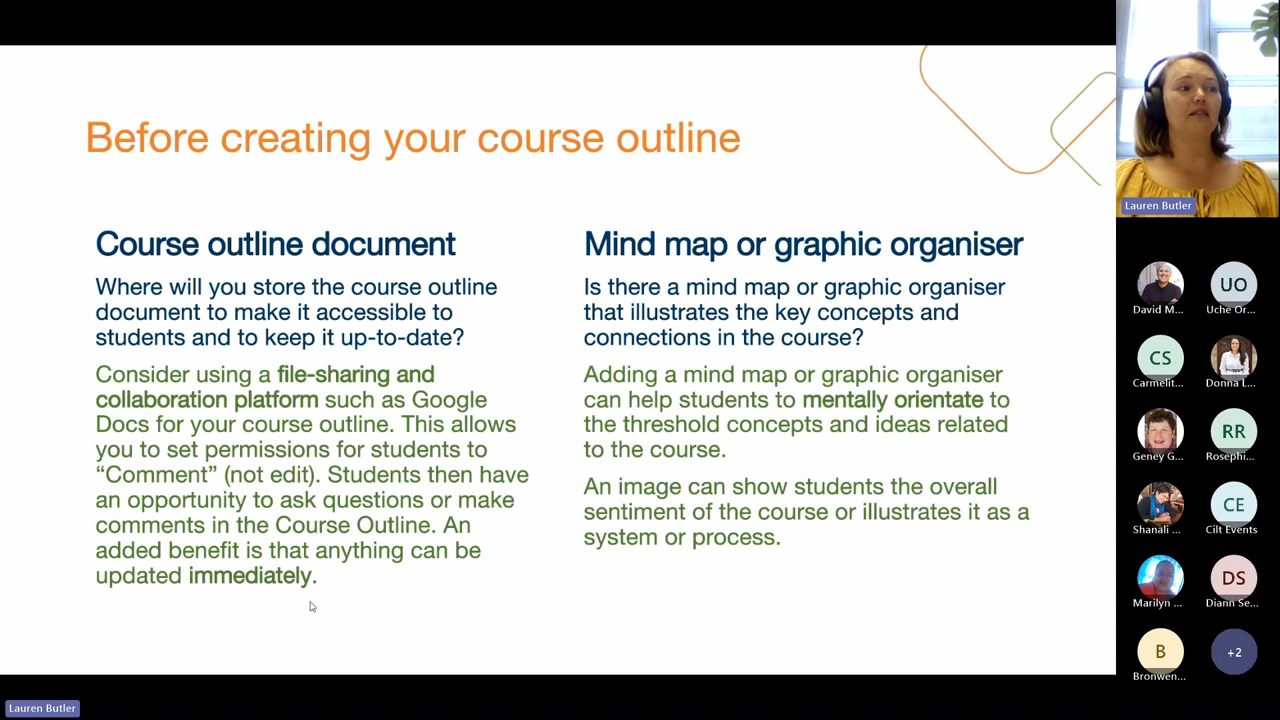 Before creating your course outline
Course outline document
Where will you store the course outline
document to make it accessible to
students and to keep it up-to-date?
Consider using a file-sharing and
collaboration platform such as Google
Docs for your course outline. This allows
you to set permissions for students to
“Comment” (not edit). Students then have
an opportunity to ask questions or make
comments in the Course Outline. An
added benefit is that anything can be
updated immediately.
Mind map or graphic organiser
Is there a mind map or graphic organiser
that illustrates the key concepts and
connections in the course?
Adding a mind map or graphic organiser
can help students to mentally orientate to
the threshold concepts and ideas related
to the course.
An image can show students the overall
sentiment of the course or illustrates it as a
system or process.
Lauren Butler
David M...
UO
Uche Or...
CS
Carmelit...
Donna L...
Geney G...
RR
Rosephi...
Shanali ...
CE
Cilt Events
Marilyn ...
DS
Diann Se...
B
Bronwen...
+2
Lauren Butler